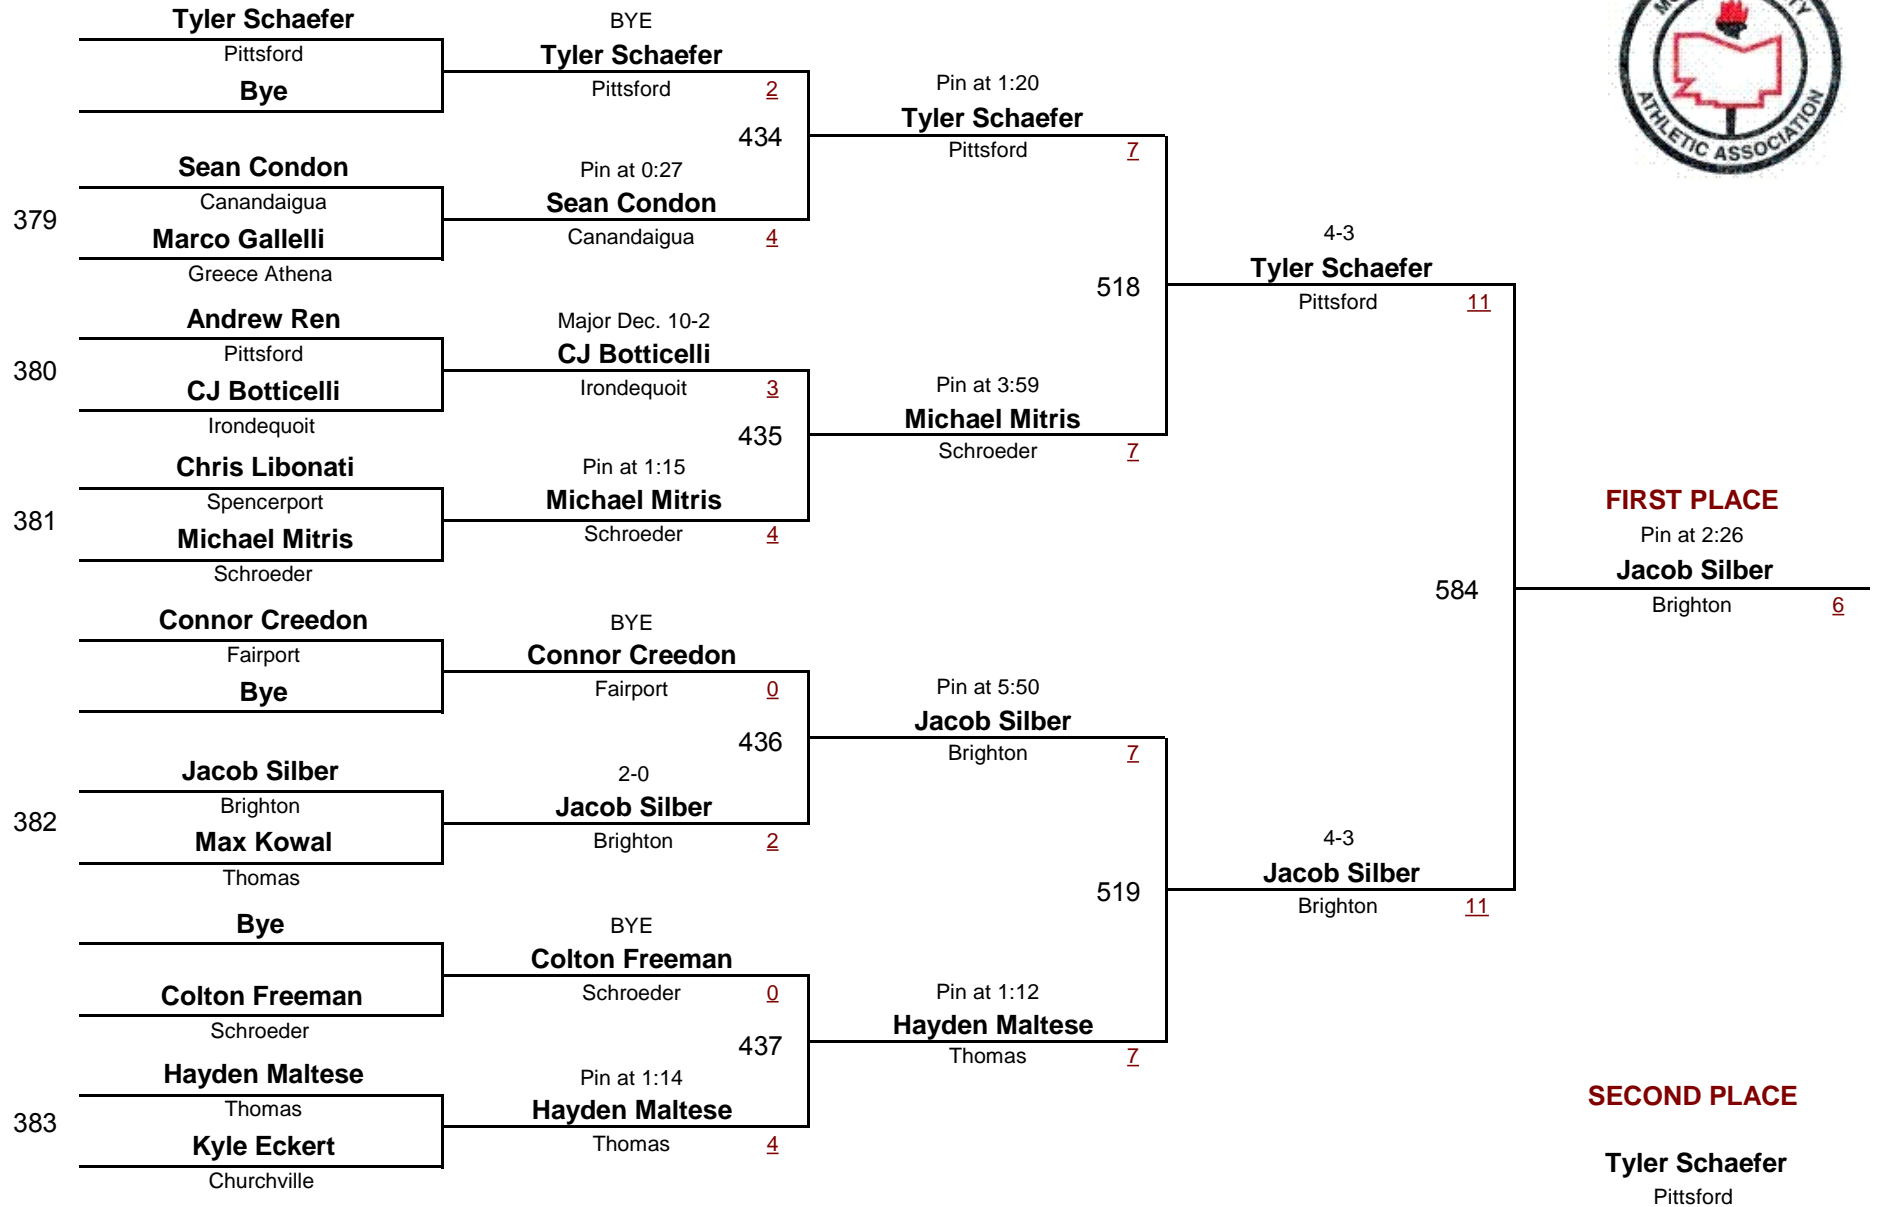 Tyler Schaefer
Pittsford
Bye
379
Sean Condon
Canandaigua
Marco Gallelli
Greece Athena
380
Andrew Ren
Pittsford
CJ Botticelli
Irondequoit
381
Chris Libonati
Spencerport
Michael Mitris
Schroeder
Connor Creedon
Fairport
Bye
382
Jacob Silber
Brighton
Max Kowal
Thomas
Bye
Colton Freeman
Schroeder
383
Hayden Maltese
Thomas
Kyle Eckert
Churchville
BYE
Tyler Schaefer
Pittsford 2
434
Pin at 0:27
Sean Condon
Canandaigua 4
Major Dec. 10-2
CJ Botticelli
Irondequoit 3
435
Pin at 1:15
Michael Mitris
Schroeder 4
BYE
Connor Creedon
Fairport 0
436
2-0
Jacob Silber
Brighton 2
BYE
Colton Freeman
Schroeder 0
437
Pin at 1:14
Hayden Maltese
Thomas 4
Pin at 1:20
Tyler Schaefer
Pittsford 7
518
Pin at 3:59
Michael Mitris
Schroeder 7
Pin at 5:50
Jacob Silber
Brighton 7
519
Pin at 1:12
Hayden Maltese
Thomas 7
4-3
Tyler Schaefer
Pittsford 11
584
4-3
Jacob Silber
Brighton 11
ATHLETIC ASSOCIATION
FIRST PLACE
Pin at 2:26
Jacob Silber
Brighton 6
SECOND PLACE
Tyler Schaefer
Pittsford